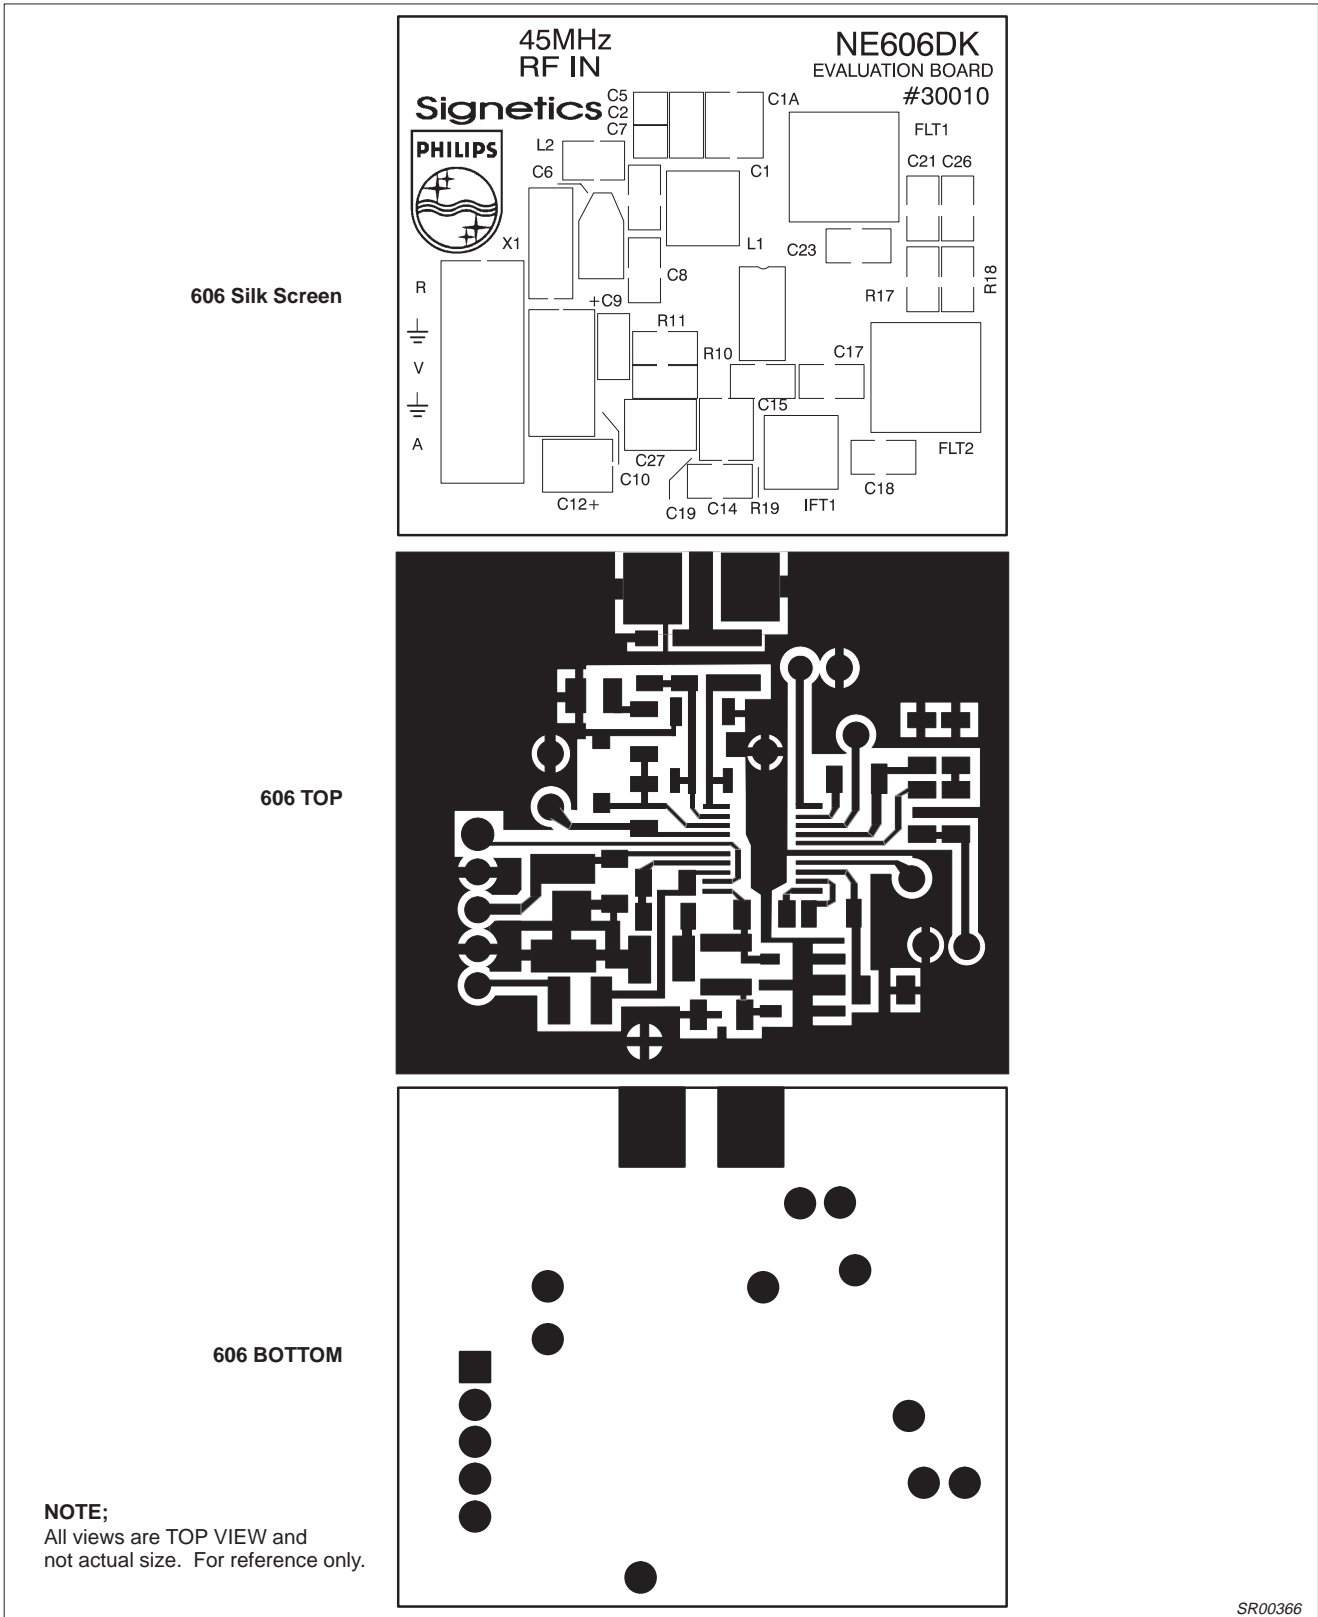 45MHz
RF IN
NE606DK
EVALUATION BOARD
#30010
Signetics
PHILIPS
C5
C2
C7
C1A
FLT1
L2
C6
C1
C21 C26
X1
L1
C23
C8
R
R17
R18
+C9
606 Silk Screen
R11
R10
C17
V
C15
A
FLT2
C27
C10
C18
C12+
C19
C14
R19
IFT1
606 TOP
606 BOTTOM
NOTE;
All views are TOP VIEW and
not actual size. For reference only.
SR00366